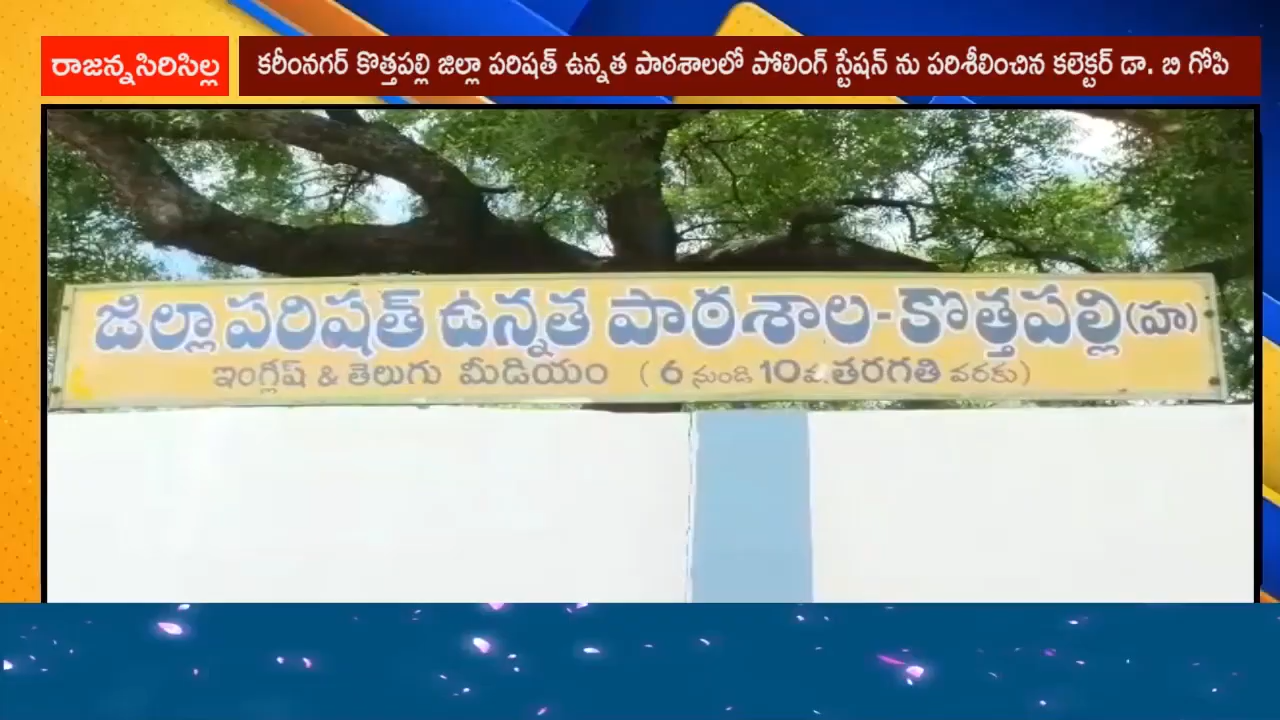 రాజన్నసిరిసిల్ల
కరీంనగర్ కొత్తపల్లి జిల్లా పరిషత్ ఉన్నత పాఠశాలలో పోలింగ్ స్టేషన్ ను పరిశీలించిన కలెక్టర్ డా. బి గోపి
జిల్లా పరిషత్ ఉన్నత పాఠశాల-కొత్తపల్లి(హ)
ఇంగ్లీష్ & తెలుగు మీడియం (6 నుండి 10వ.తరగతి వరకు)